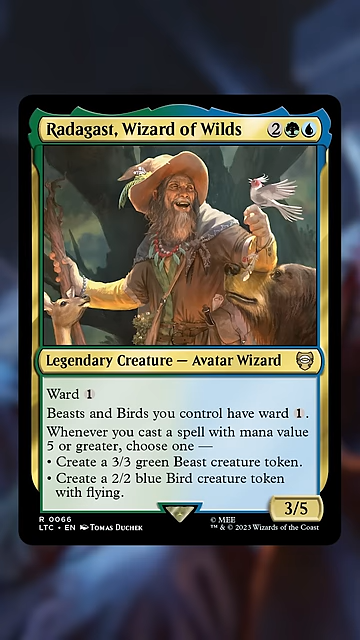 Radagast, Wizard of Wilds 2
Legendary Creature — Avatar Wizard
Ward 1
Beasts and Birds you control have ward 1.
Whenever you cast a spell with mana value
5 or greater, choose one —
• Create a 3/3 green Beast creature token.
• Create a 2/2 blue Bird creature token
with flying.
3/5
R 0066
LTC • EN Tomas Duchek
© MEE
™ & © 2023 Wizards of the Coast